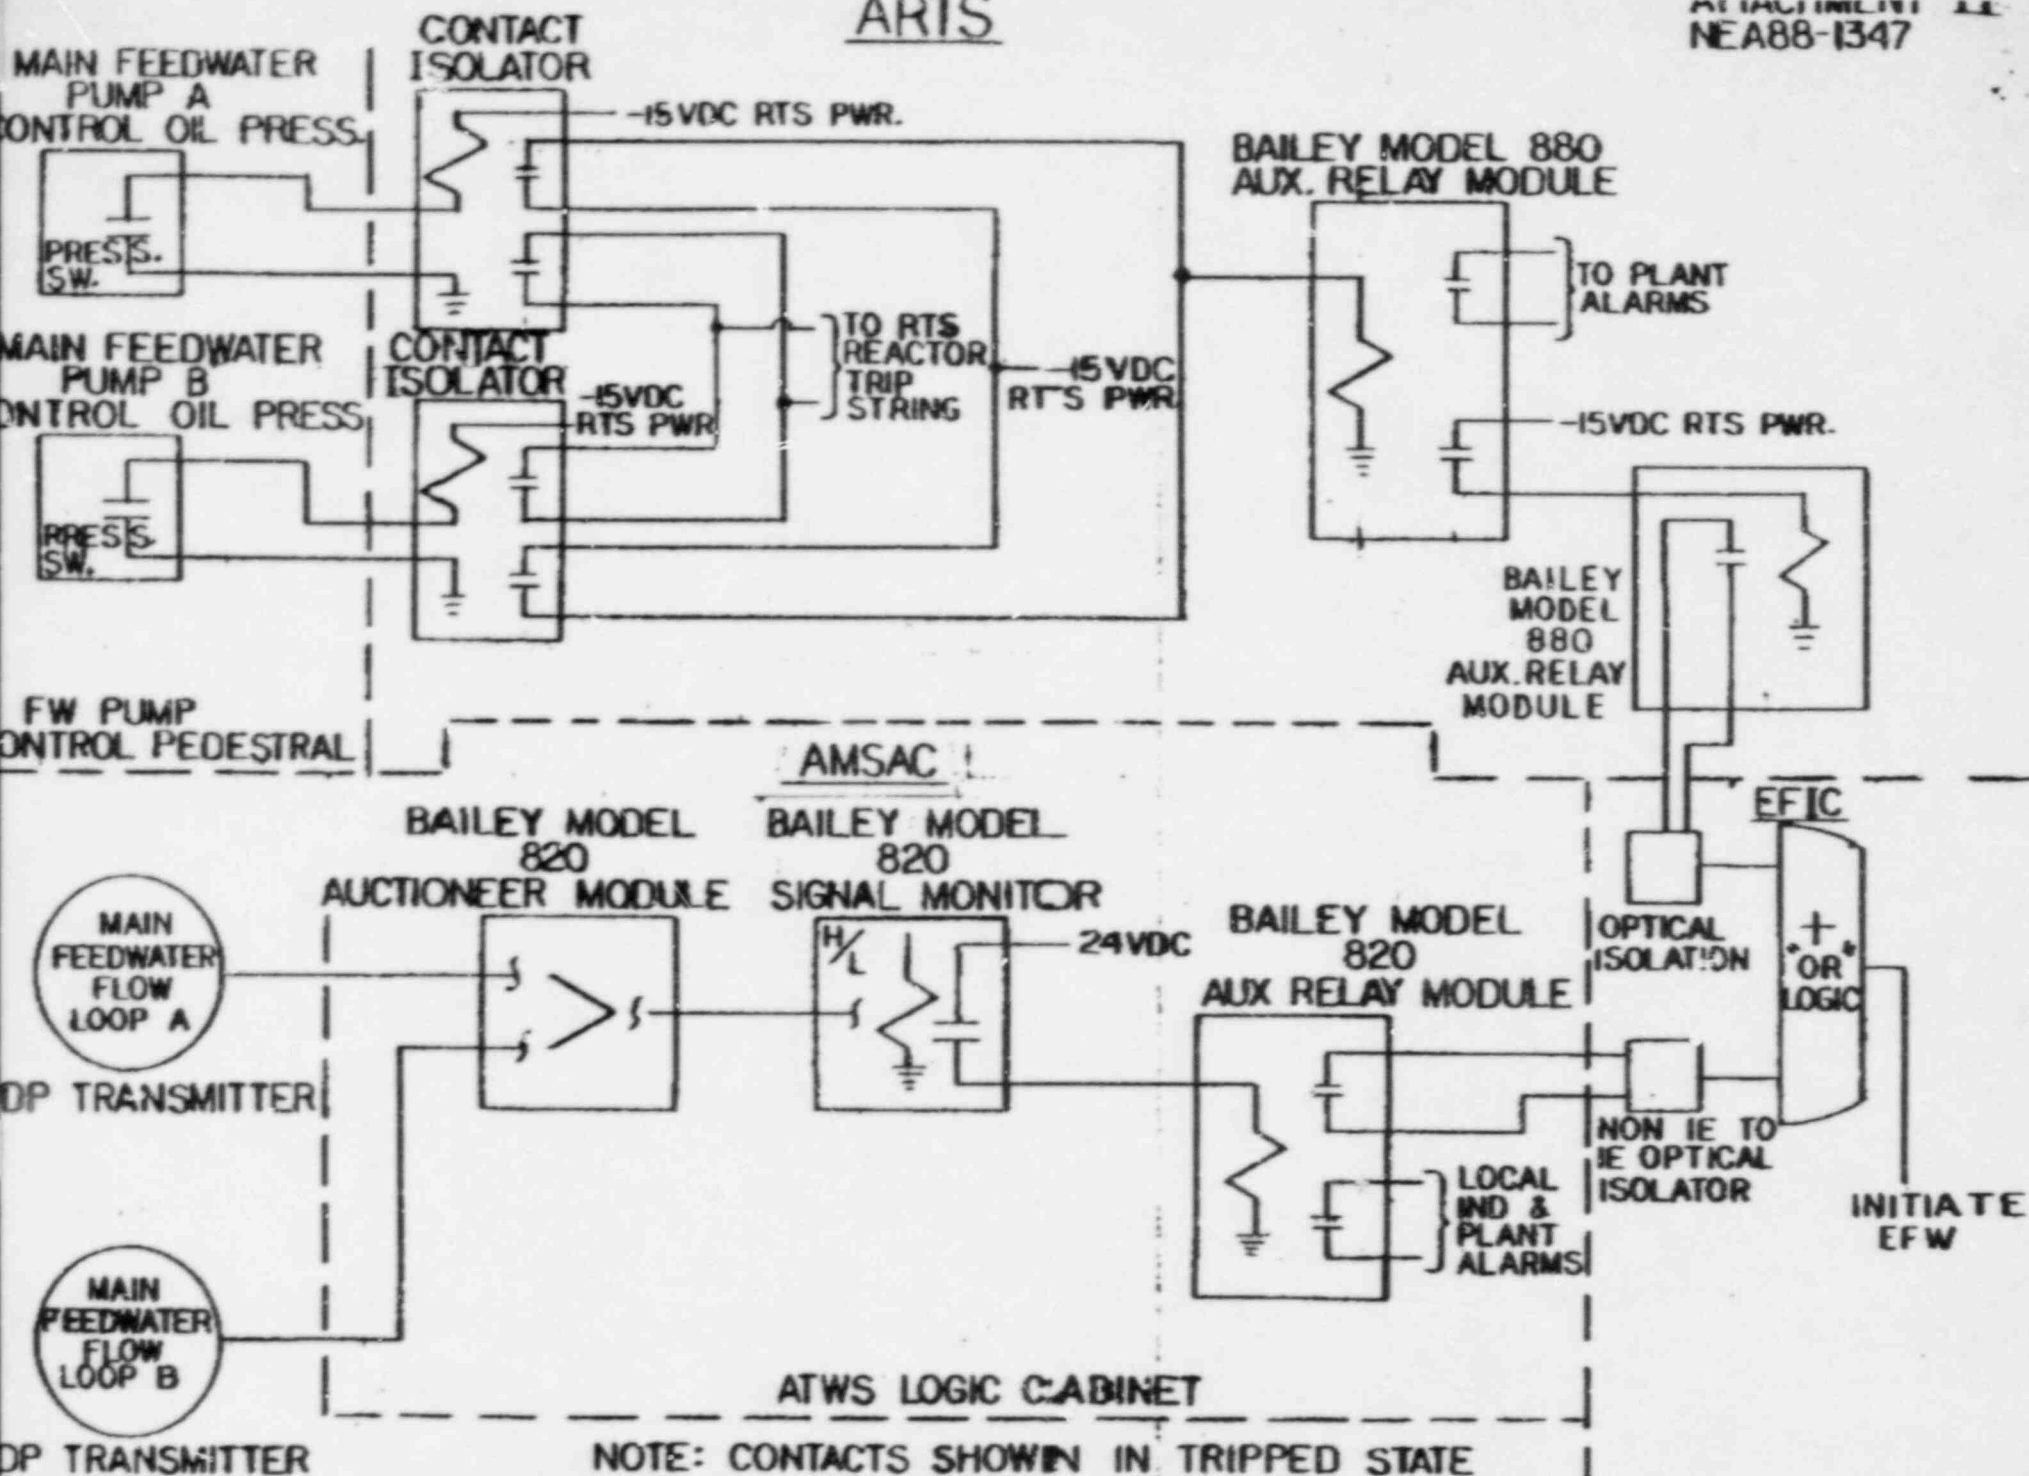 ARTS
NEA88-1347
CONTACT
ISOLATOR
MAIN FEEDWATER
PUMP A
CONTROL OIL PRESS.
-15VDC RTS PWR.
PRESS.
SW.
BAILEY MODEL 880
AUX. RELAY MODULE
TO PLANT
ALARMS
MAIN FEEDWATER
PUMP B
ONTROL OIL PRESS
CONTACT
ISOLATOR
-15VDC
RTS PWR
TO RTS
REACTOR
TRIP
STRING
-15VDC
RTS PWR
-15VDC RTS PWR.
PRESS.
SW.
BAILEY
MODEL
880
AUX. RELAY
MODULE
FW PUMP
ONTROL PEDESTRAL
AMSAC
EFIC
BAILEY MODEL
820
AUCTIONEER MODULE
BAILEY MODEL
820
SIGNAL MONITOR
MAIN
FEEDWATER
FLOW
LOOP A
DP TRANSMITTER
H/L
24VDC
BAILEY MODEL
820
AUX RELAY MODULE
OPTICAL
ISOLATION
+
"OR"
LOGIC
NON IE TO
IE OPTICAL
ISOLATOR
LOCAL
IND &
PLANT
ALARMS
INITIATE
EFW
MAIN
FEEDWATER
FLOW
LOOP B
DP TRANSMITTER
ATWS LOGIC CABINET
NOTE: CONTACTS SHOWN IN TRIPPED STATE